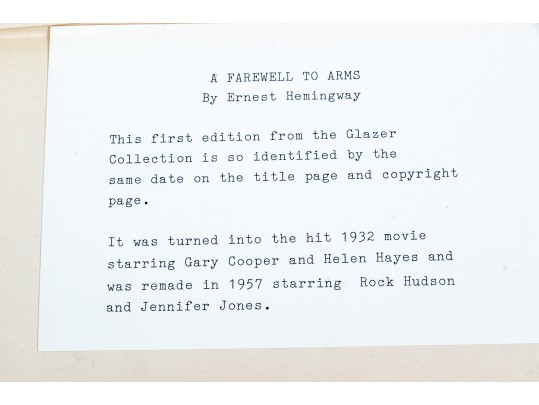 A FAREWELL TO ARMS
By Ernest Hemingway
This first edition from the Glazer
Collection is so identified by the
same date on the title page and copyright
page.
It was turned into the hit 1932 movie
starring Gary Cooper and Helen Hayes and
was remade in 1957 starring Rock Hudson
and Jennifer Jones.